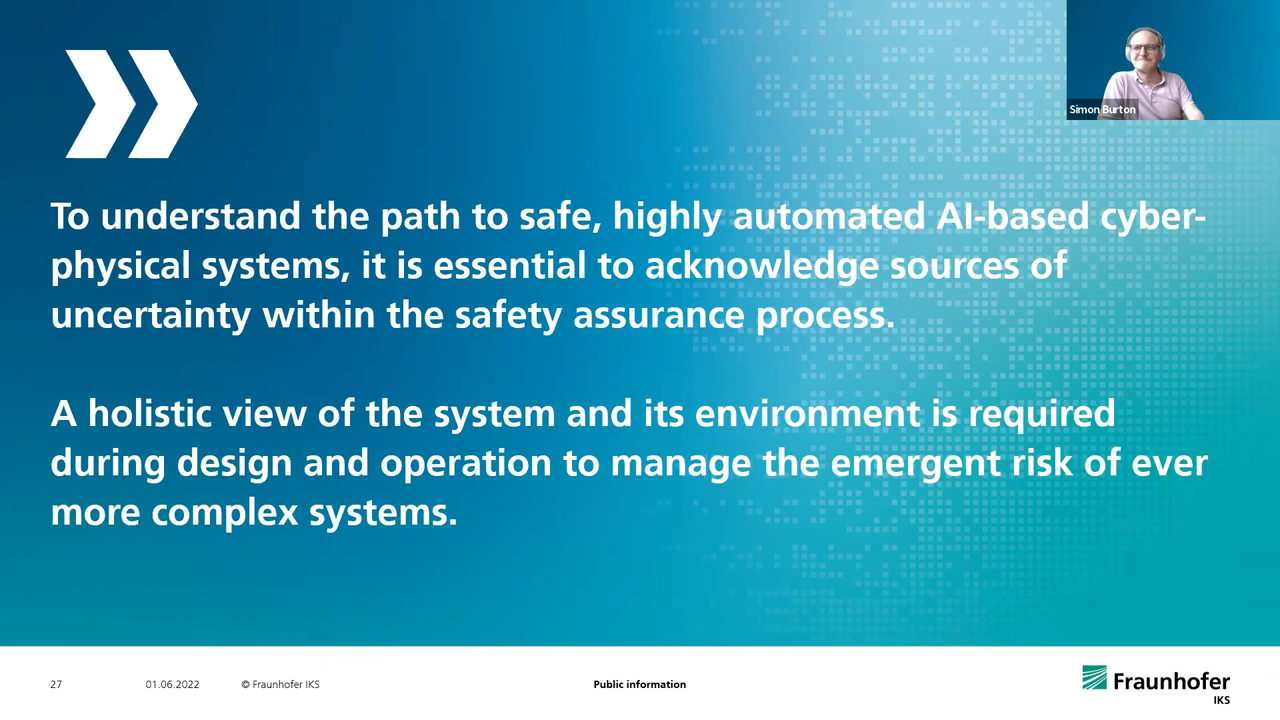 Simon Burton
To understand the path to safe, highly automated AI-based cyber-
physical systems, it is essential to acknowledge sources of
uncertainty within the safety assurance process.
A holistic view of the system and its environment is required
during design and operation to manage the emergent risk of ever
more complex systems.
27 01.06.2022 © Fraunhofer IKS Public information
Fraunhofer
IKS